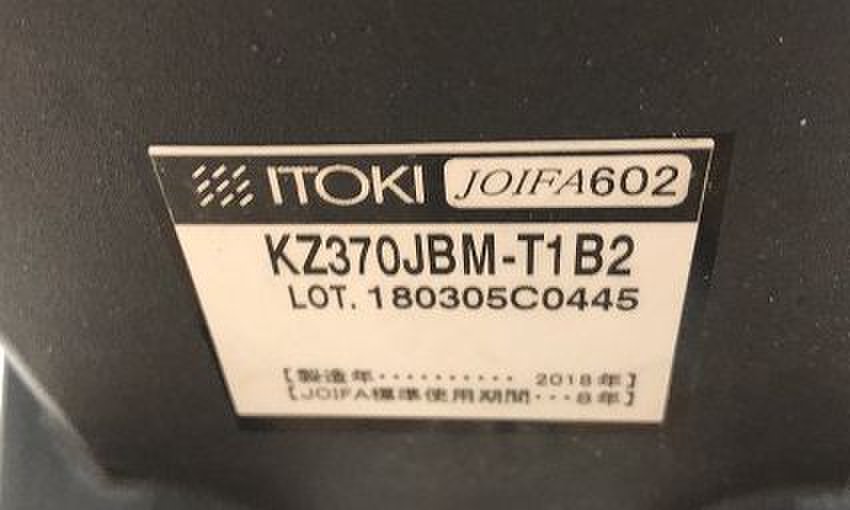 ITOKI JOIFA602
KZ370JBM-T1B2
LOT. 180305C0445
【製造年・・・・・・・・・・ 2018年】
【JOIFA標準使用期間・・・8年】